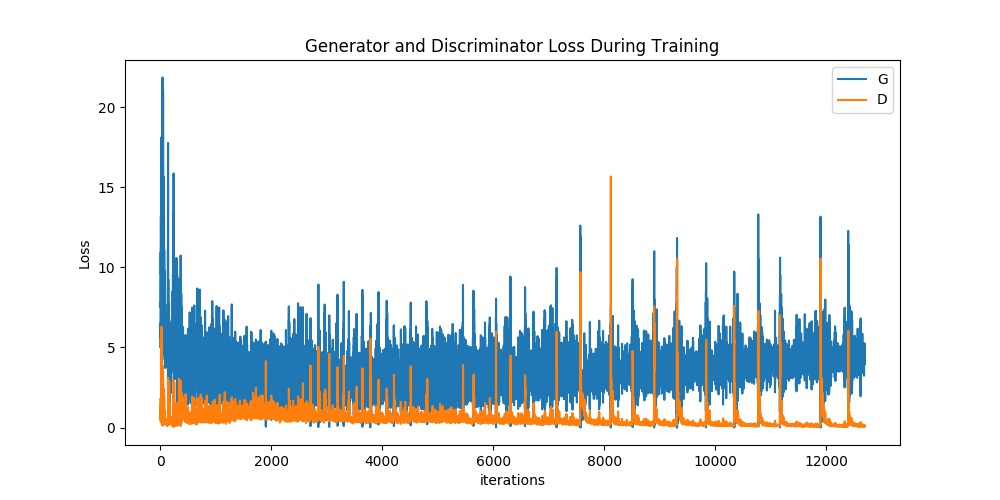 Generator and Discriminator Loss During Training
G
D
20
15
10
5
0
Loss
0 2000 4000 6000 8000 10000 12000
iterations